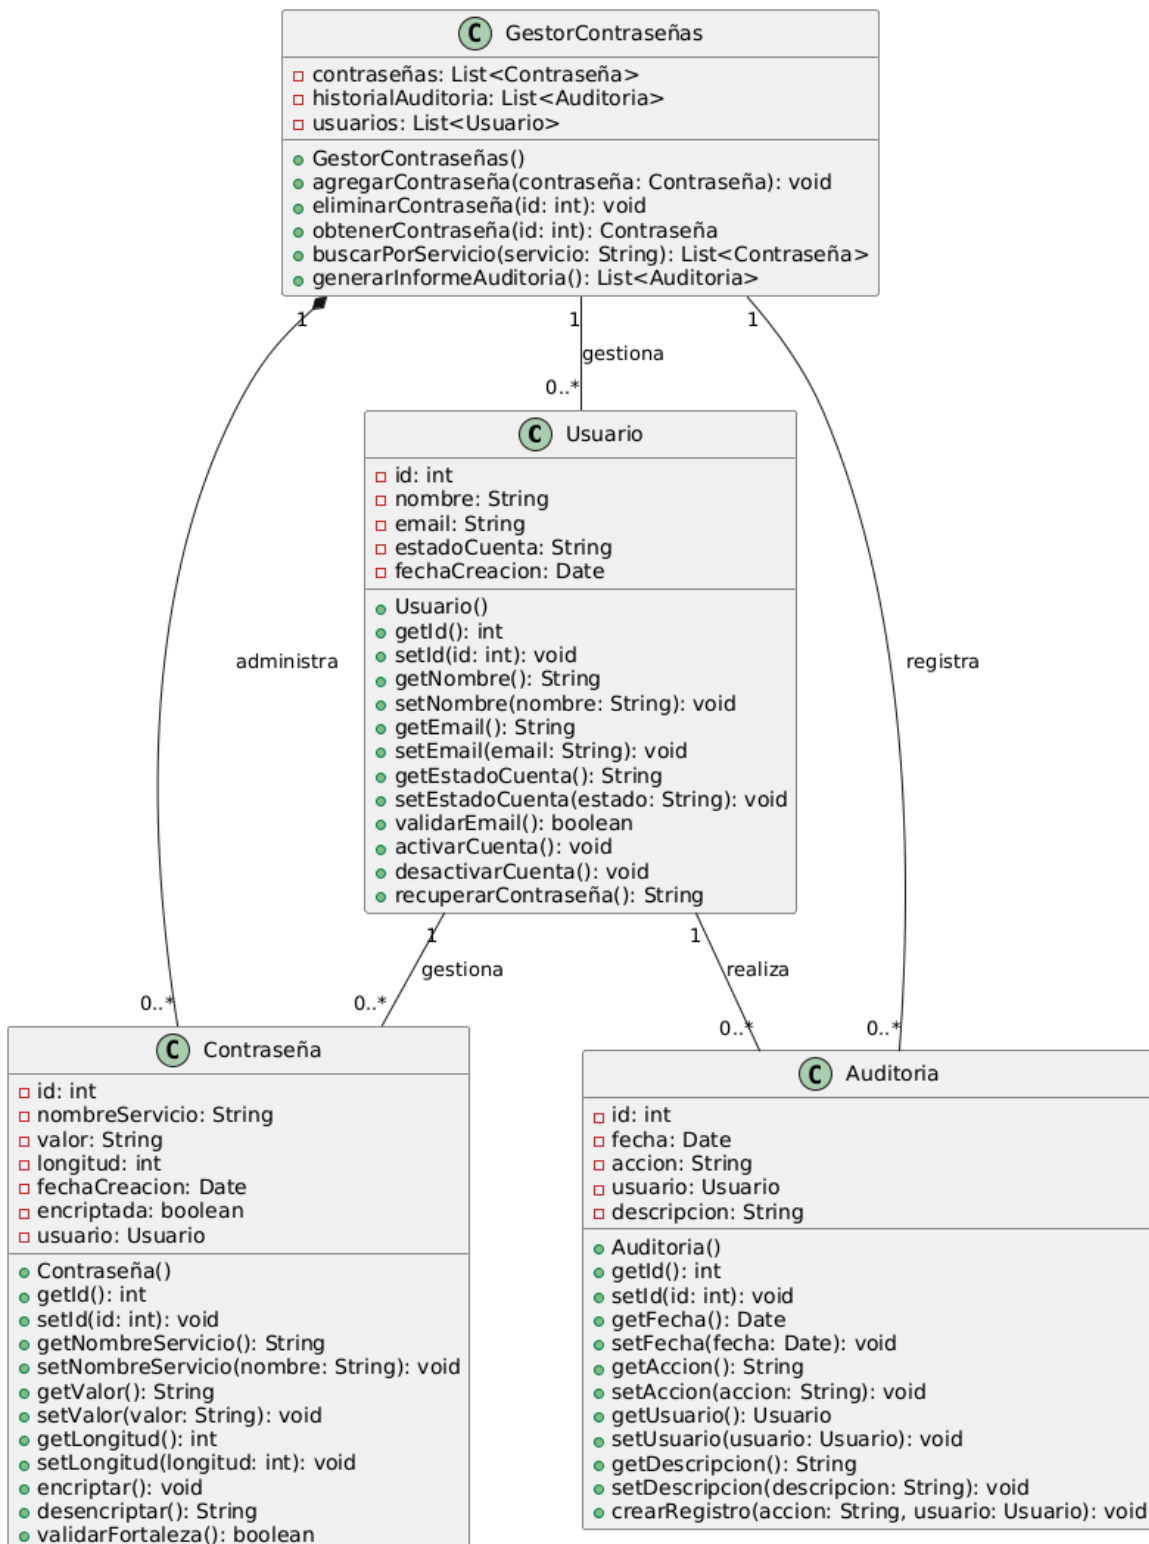 C GestorContraseñas
contraseñas: List<Contraseña>
historialAuditoria: List<Auditoria>
usuarios: List<Usuario>
GestorContraseñas()
agregarContraseña(contraseña: Contraseña): void
eliminarContraseña(id: int): void
obtenerContraseña(id: int): Contraseña
buscarPorServicio(servicio: String): List<Contraseña>
generarInformeAuditoria(): List<Auditoria>
1 1 1
gestiona
0..*
C Usuario
id: int
nombre: String
email: String
estadoCuenta: String
fechaCreacion: Date
Usuario()
getId(): int
setId(id: int): void
getNombre(): String
setNombre(nombre: String): void
getEmail(): String
setEmail(email: String): void
getEstadoCuenta(): String
setEstadoCuenta(estado: String): void
validarEmail(): boolean
activarCuenta(): void
desactivarCuenta(): void
recuperarContraseña(): String
administra
registra
1 1
gestiona
realiza
0..* 0..*
0..* 0..*
C Contraseña
id: int
nombreServicio: String
valor: String
longitud: int
fechaCreacion: Date
encriptada: boolean
usuario: Usuario
Contraseña()
getId(): int
setId(id: int): void
getNombreServicio(): String
setNombreServicio(nombre: String): void
getValor(): String
setValor(valor: String): void
getLongitud(): int
setLongitud(longitud: int): void
encriptar(): void
desencriptar(): String
validarFortaleza(): boolean
C Auditoria
id: int
fecha: Date
accion: String
usuario: Usuario
descripcion: String
Auditoria()
getId(): int
setId(id: int): void
getFecha(): Date
setFecha(fecha: Date): void
getAccion(): String
setAccion(accion: String): void
getUsuario(): Usuario
setUsuario(usuario: Usuario): void
getDescripcion(): String
setDescripcion(descripcion: String): void
crearRegistro(accion: String, usuario: Usuario): void